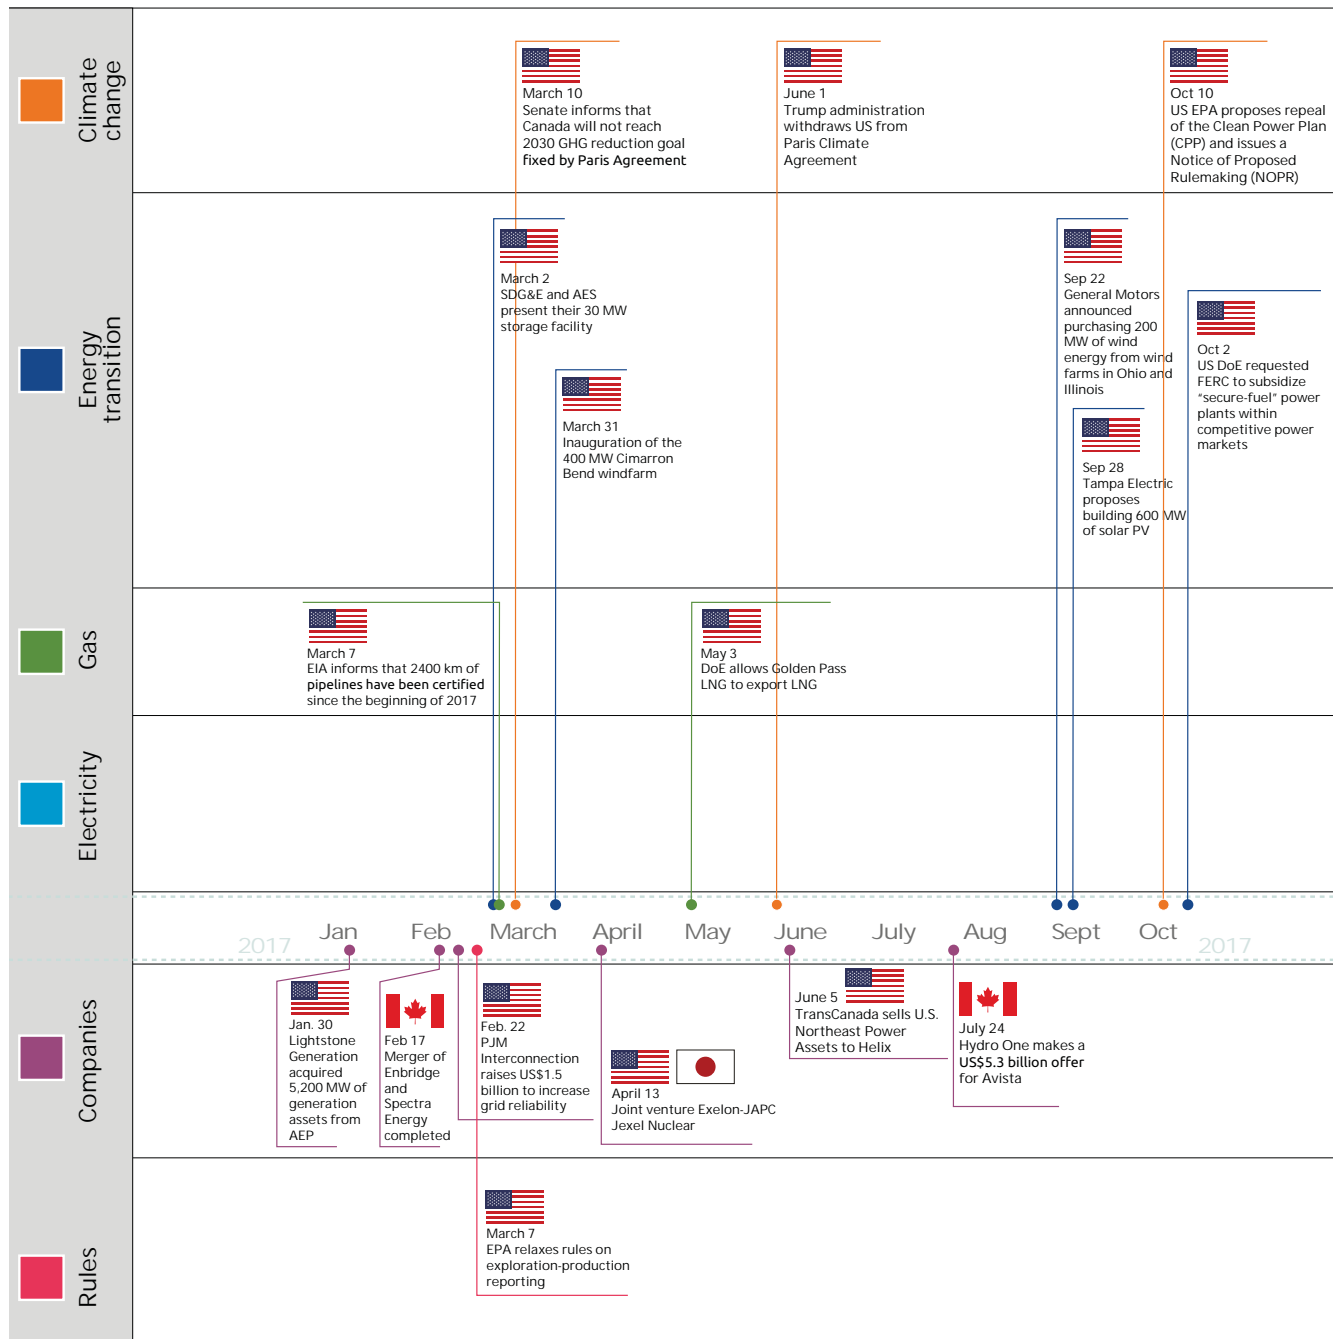 Climate
change
March 10
Senate informs that
Canada will not reach
2030 GHG reduction goal
fixed by Paris Agreement
June 1
Trump administration
withdraws US from
Paris Climate
Agreement
Oct 10
US EPA proposes repeal
of the Clean Power Plan
(CPP) and issues a
Notice of Proposed
Rulemaking (NOPR)
Energy
transition
March 2
SDG&E and AES
present their 30 MW
storage facility
March 31
Inauguration of the
400 MW Cimarron
Bend windfarm
Sep 22
General Motors
announced
purchasing 200
MW of wind
energy from wind
farms in Ohio and
Illinois
Sep 28
Tampa Electric
proposes
building 600 MW
of solar PV
Oct 2
US DoE requested
FERC to subsidize
“secure-fuel” power
plants within
competitive power
markets
Gas
March 7
EIA informs that 2400 km of
pipelines have been certified
since the beginning of 2017
May 3
DoE allows Golden Pass
LNG to export LNG
Electricity
2017 Jan Feb March April May June July Aug Sept Oct 2017
Companies
Jan. 30
Lightstone
Generation
acquired
5,200 MW of
generation
assets from
AEP
Feb 17
Merger of
Enbridge
and
Spectra
Energy
completed
Feb. 22
PJM
Interconnection
raises US$1.5
billion to increase
grid reliability
April 13
Joint venture Exelon-JAPC
Jexel Nuclear
June 5
TransCanada sells U.S.
Northeast Power
Assets to Helix
July 24
Hydro One makes a
US$5.3 billion offer
for Avista
Rules
March 7
EPA relaxes rules on
exploration-production
reporting